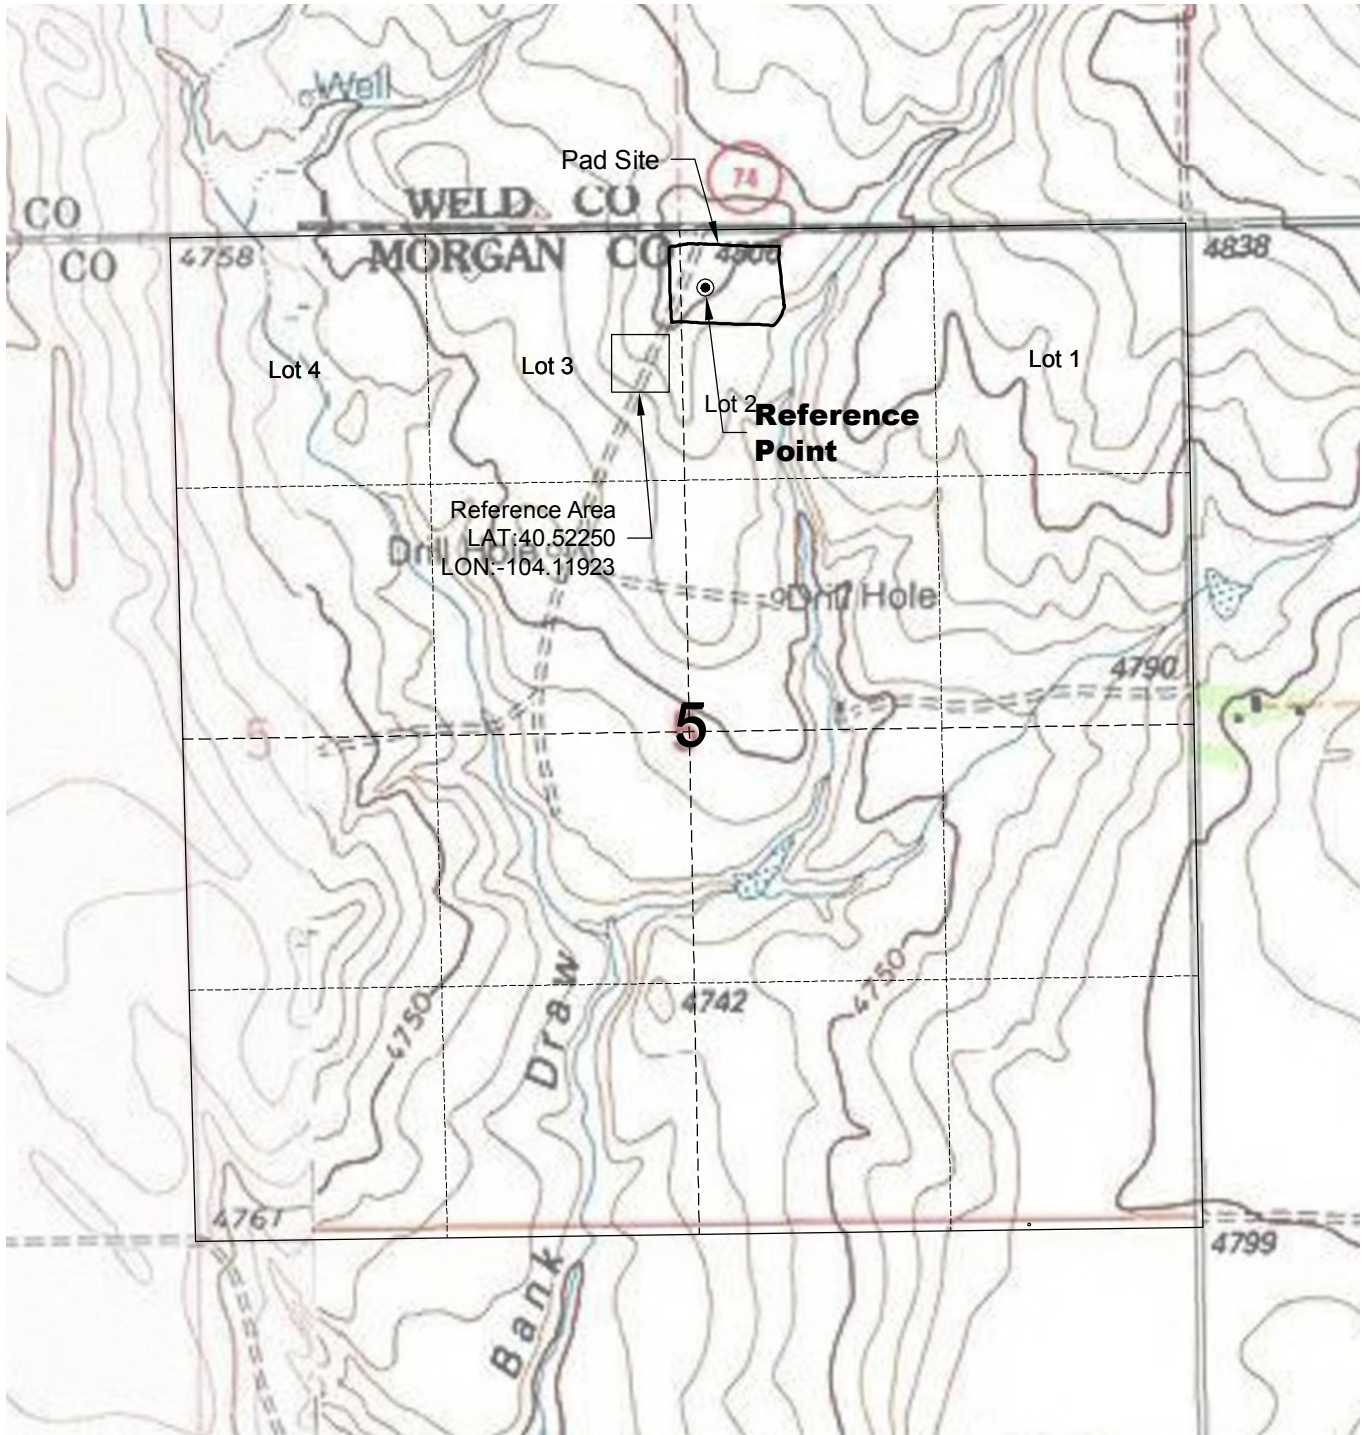 Well
Pad Site
74
WELD CO
CO
MORGAN CO
CO
4758
4800
4838
Lot 4
Lot 3
Lot 1
Lot 2
Reference
Point
Reference Area
LAT:40.52250
LON:-104.11923
Drill Hole
Drill Hole
4790
5
5
4750
4750
4742
Draw
Bank
4761
4799